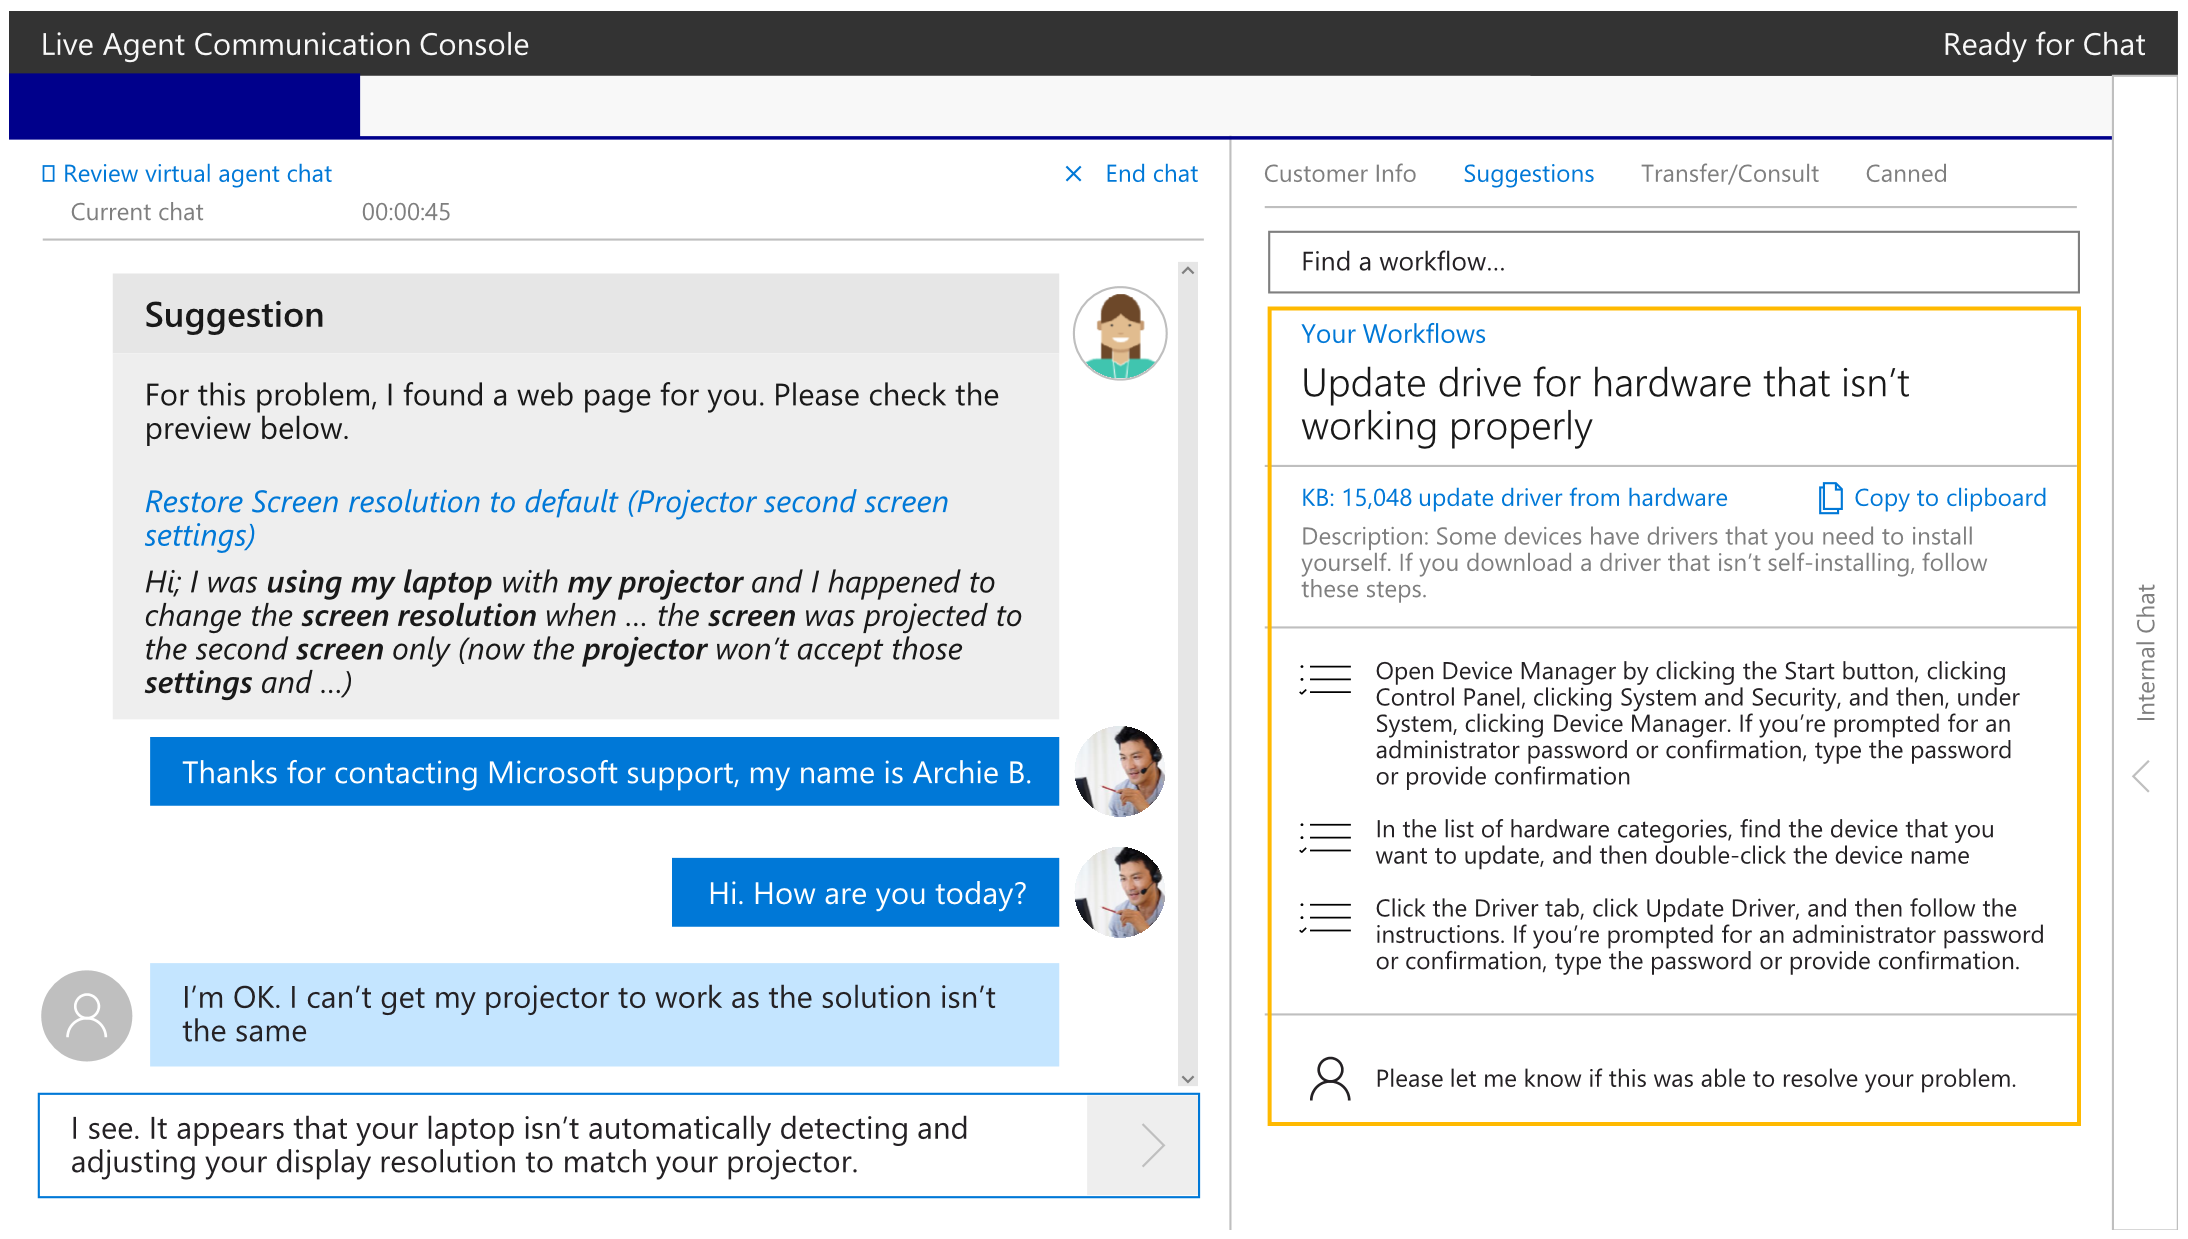 Live Agent Communication Console
Ready for Chat
Review virtual agent chat
End chat
Current chat
00:00:45
Suggestion
For this problem, I found a web page for you. Please check the
preview below.
Restore Screen resolution to default (Projector second screen
settings)
Hi; I was using my laptop with my projector and I happened to
change the screen resolution when ... the screen was projected to
the second screen only (now the projector won’t accept those
settings and ...)
Thanks for contacting Microsoft support, my name is Archie B.
Hi. How are you today?
I’m OK. I can’t get my projector to work as the solution isn’t
the same
I see. It appears that your laptop isn’t automatically detecting and
adjusting your display resolution to match your projector.
Customer Info
Suggestions
Transfer/Consult
Canned
Find a workflow...
Your Workflows
Update drive for hardware that isn’t
working properly
KB: 15,048 update driver from hardware
Copy to clipboard
Description: Some devices have drivers that you need to install
yourself. If you download a driver that isn’t self-installing, follow
these steps.
Open Device Manager by clicking the Start button, clicking
Control Panel, clicking System and Security, and then, under
System, clicking Device Manager. If you’re prompted for an
administrator password or confirmation, type the password
or provide confirmation
In the list of hardware categories, find the device that you
want to update, and then double-click the device name
Click the Driver tab, click Update Driver, and then follow the
instructions. If you’re prompted for an administrator password
or confirmation, type the password or provide confirmation.
Please let me know if this was able to resolve your problem.
Internal Chat